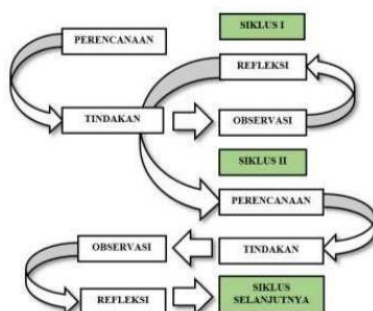 SIKLUS I
PERENCANAAN
REFLEKSI
TINDAKAN
OBSERVASI
SIKLUS II
PERENCANAAN
OBSERVASI
TINDAKAN
REFLEKSI
SIKLUS
SELANJUTNYA